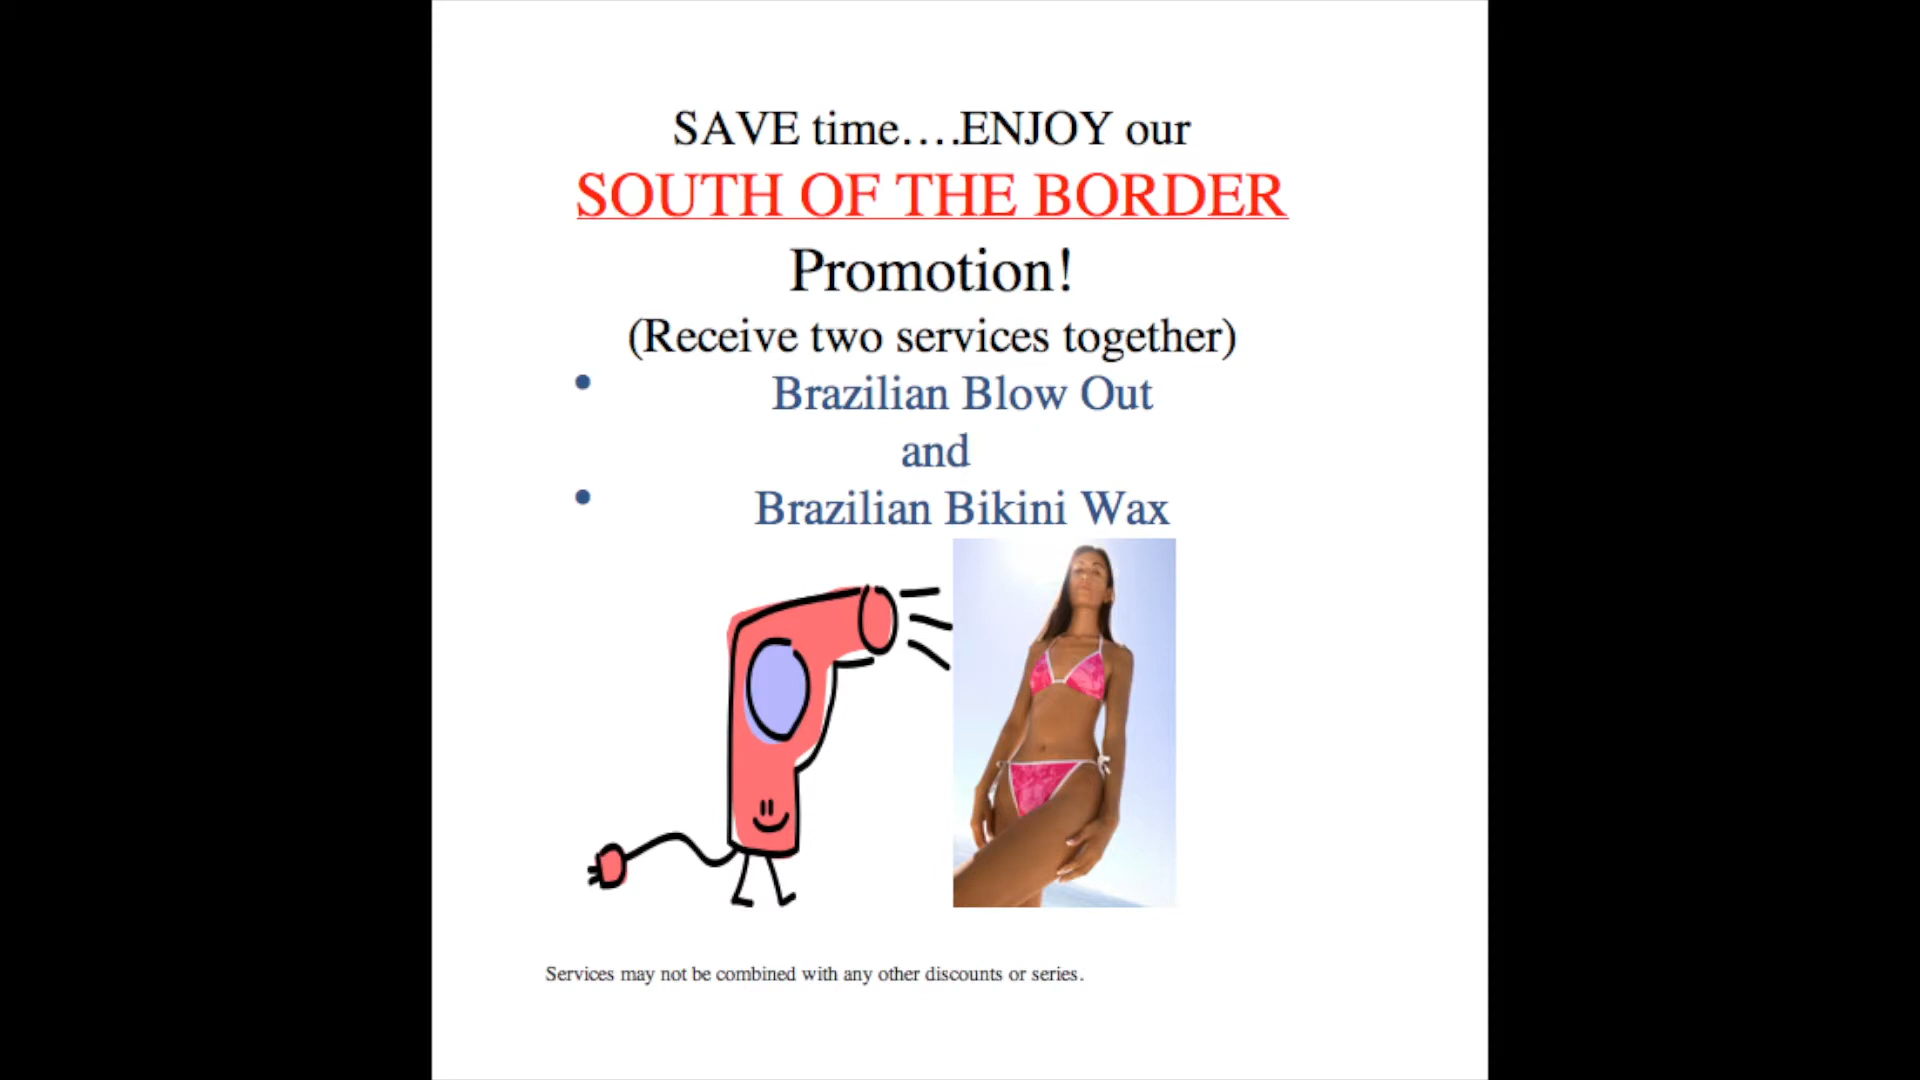 SAVE time….ENJOY our
SOUTH OF THE BORDER
Promotion!
(Receive two services together)
• Brazilian Blow Out
and
• Brazilian Bikini Wax
Services may not be combined with any other discounts or series.